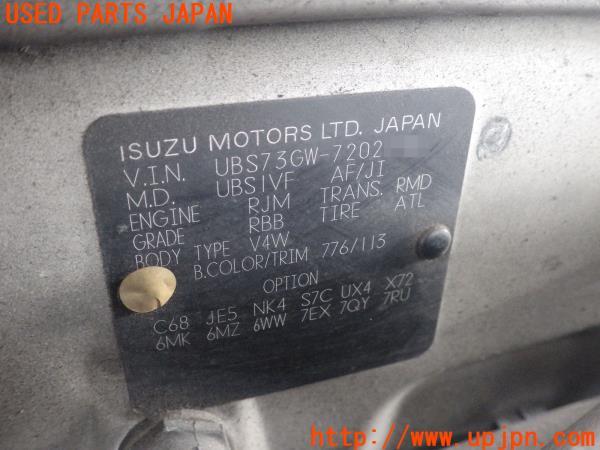 USED PARTS JAPAN
ISUZU MOTORS LTD. JAPAN
V.I.N. UBS73GW-7202
M.D. UBS1VF AF/J1
ENGINE RJM TRANS. RMD
GRADE RBB TIRE ATL
BODY TYPE V4W
B.COLOR/TRIM 776/113
OPTION
C68 JE5 NK4 S7C UX4 X72
6MK 6MZ 6WW 7EX 7QY 7RU
http://www.upjpn.com/